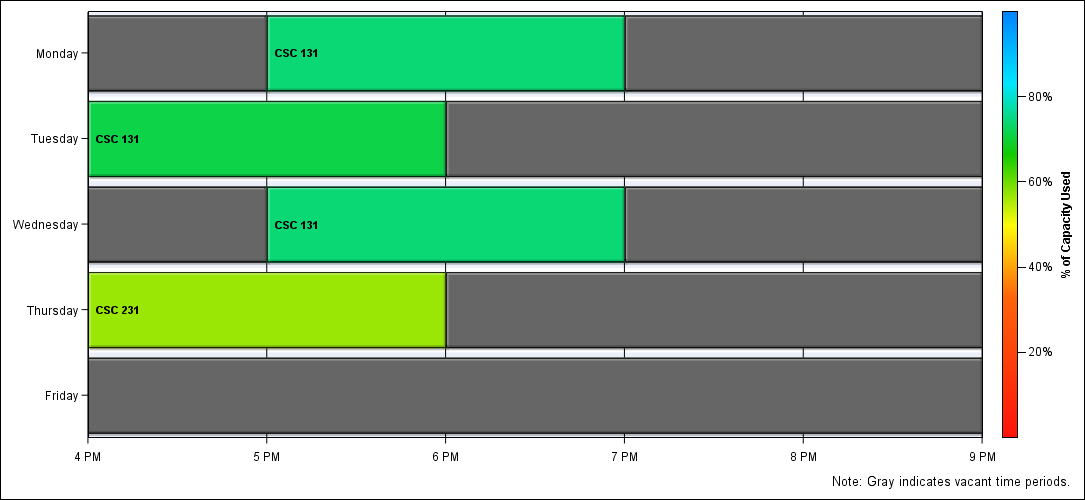 Monday
CSC 131
Tuesday
CSC 131
Wednesday
CSC 131
Thursday
CSC 231
Friday
4 PM
5 PM
6 PM
7 PM
8 PM
9 PM
80%
60%
40%
20%
% of Capacity Used
Note: Gray indicates vacant time periods.